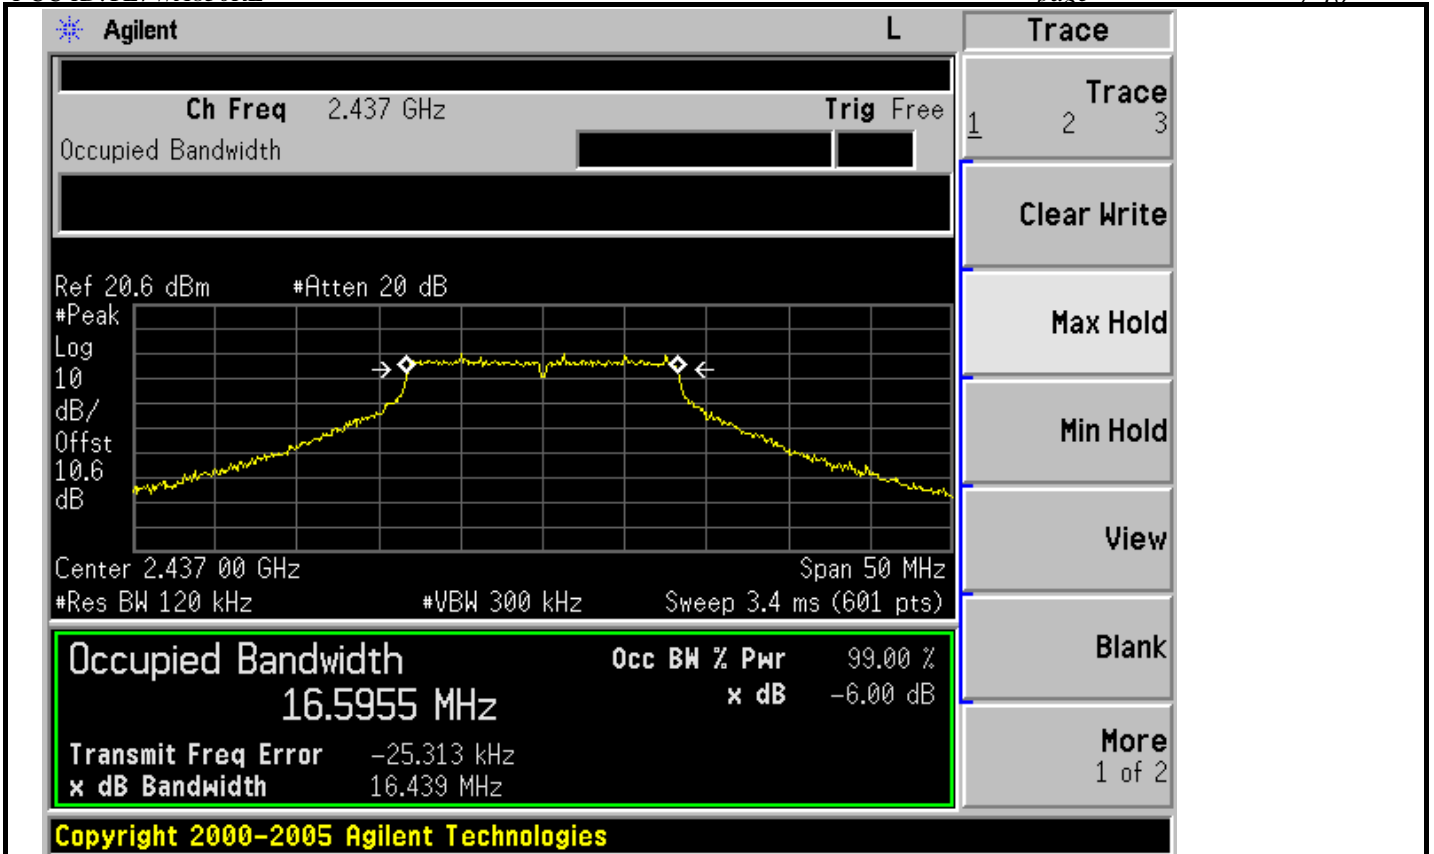 Agilent L Trace
Ch Freq 2.437 GHz Trig Free
Occupied Bandwidth
Trace
1 2 3
Clear Write
Max Hold
Min Hold
View
Blank
More
1 of 2
Ref 20.6 dBm #Atten 20 dB
#Peak
Log
10
dB/
Offst
10.6
dB
Center 2.437 00 GHz Span 50 MHz
#Res BW 120 kHz #VBW 300 kHz Sweep 3.4 ms (601 pts)
Occupied Bandwidth Occ BW % Pwr 99.00 %
16.5955 MHz x dB -6.00 dB
Transmit Freq Error -25.313 kHz
x dB Bandwidth 16.439 MHz
Copyright 2000-2005 Agilent Technologies